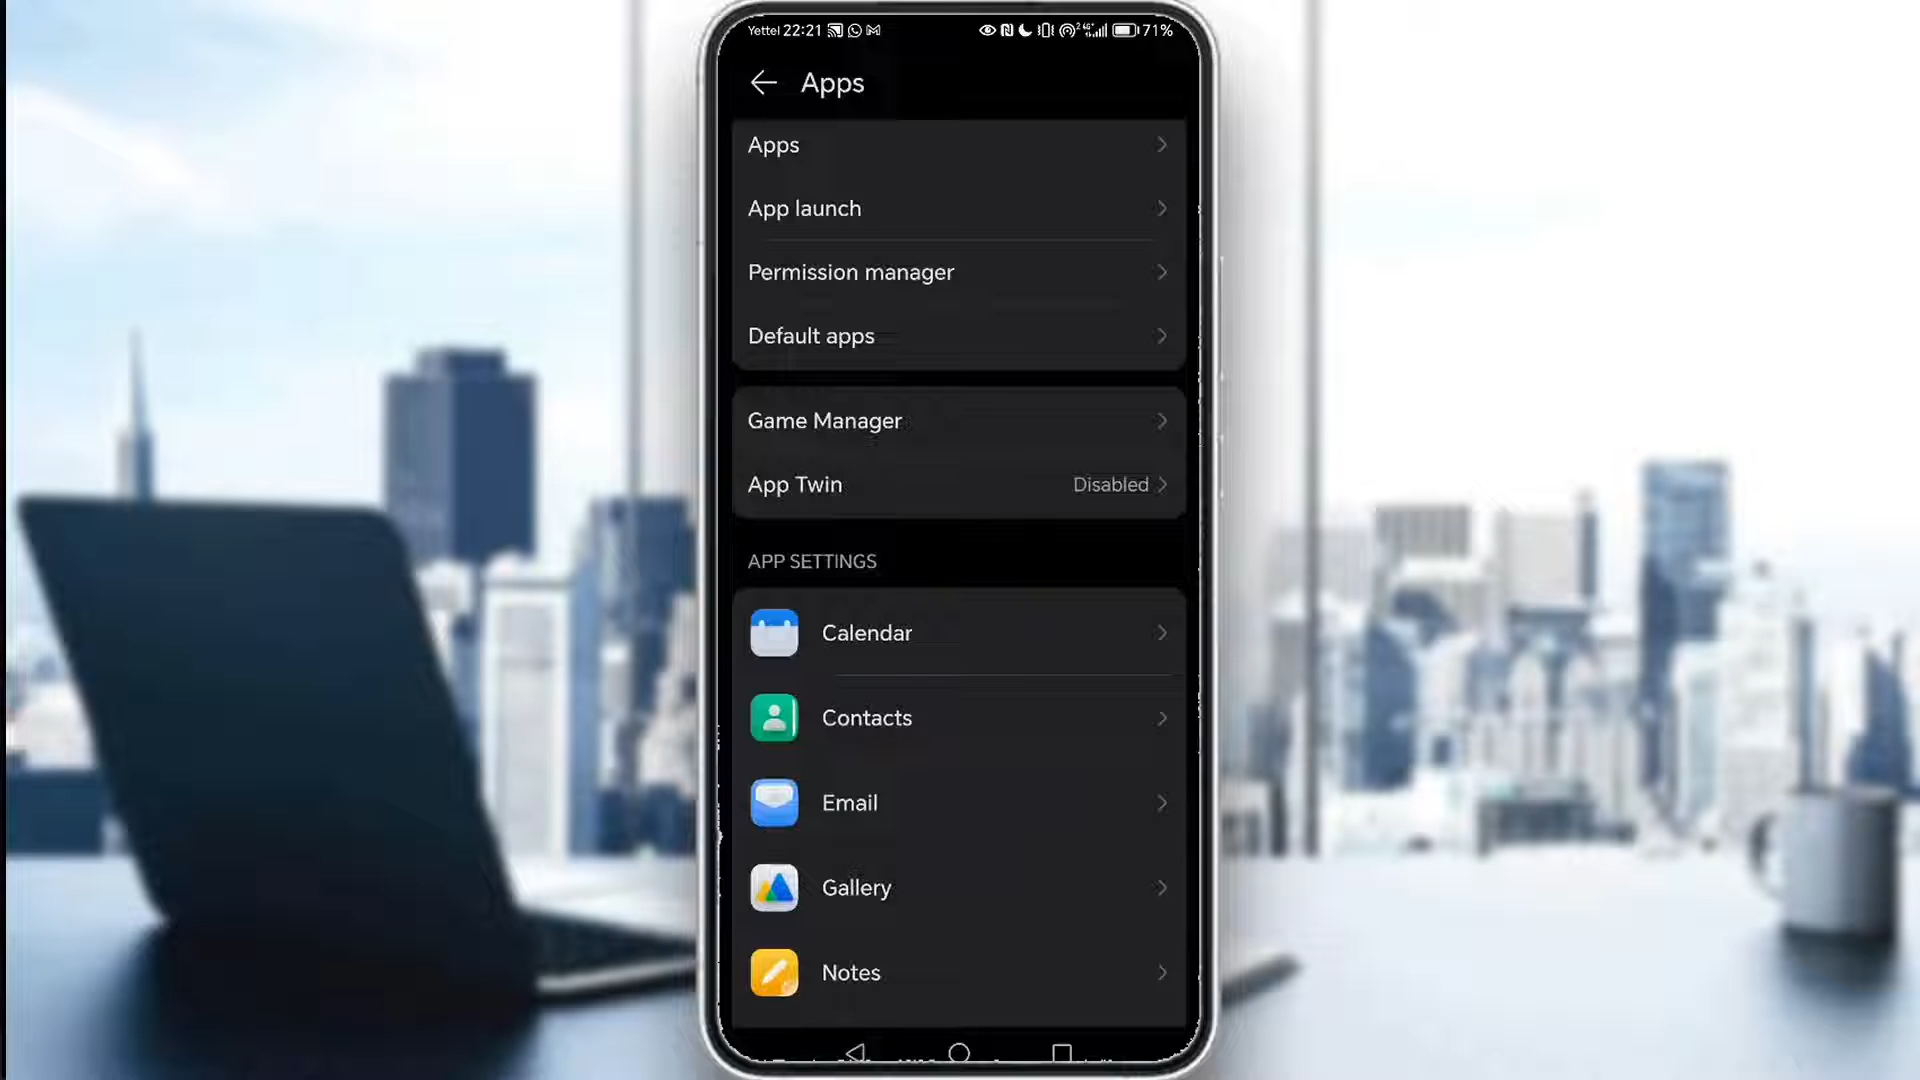 Yettel 22:21 71%
Apps
Apps
App launch
Permission manager
Default apps
Game Manager
App Twin Disabled
APP SETTINGS
Calendar
Contacts
Email
Gallery
Notes